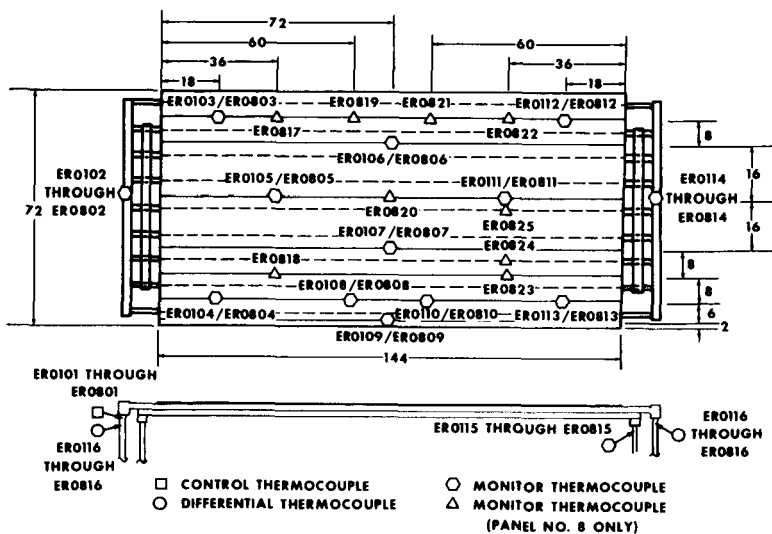 72
60
60
36
36
18
18
ER0103/ER0803
ER0819
ER0821
ER0112/ER0812
ER0817
ER0822
8
ER0106/ER0806
ER0102
THROUGH
ER0802
ER0105/ER0805
ER0111/ER0811
16
ER0114
THROUGH
ER0814
72
ER0820
ER0825
16
ER0107/ER0807
ER0824
ER0818
8
ER0108/ER0808
ER0823
8
ER0104/ER0804
ER0110/ER0810
ER0113/ER0813
6
2
ER0109/ER0809
144
ER0101 THROUGH
ER0801
ER0116
THROUGH
ER0816
ER0115 THROUGH ER0815
ER0116
THROUGH
ER0816
CONTROL THERMOCOUPLE
DIFFERENTIAL THERMOCOUPLE
MONITOR THERMOCOUPLE
MONITOR THERMOCOUPLE
(PANEL NO. 8 ONLY)